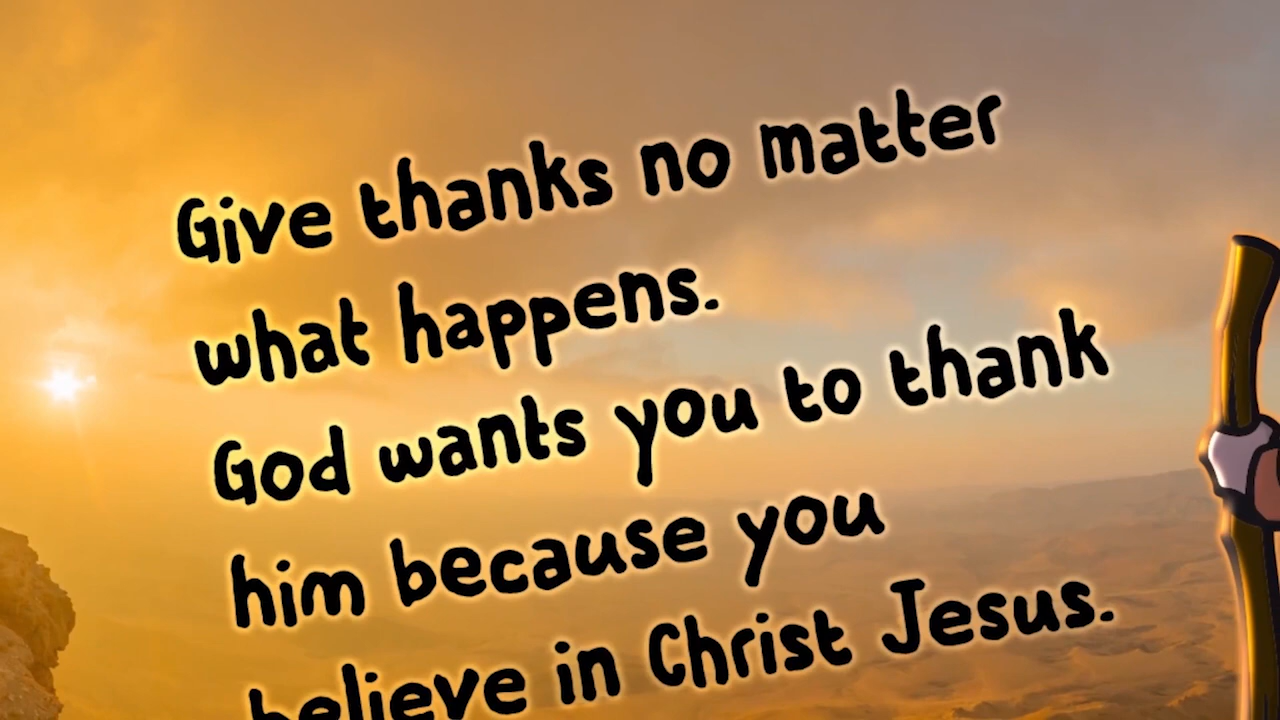 Give thanks no matter
what happens.
God wants you to thank
him because you
believe in Christ Jesus.